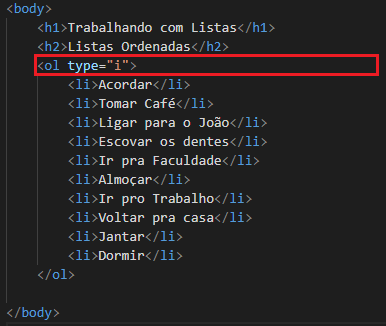 <body>
<h1>Trabalhando com Listas</h1>
<h2>Listas Ordenadas</h2>
<ol type="i">
<li>Acordar</li>
<li>Tomar Café</li>
<li>Ligar para o João</li>
<li>Escovar os dentes</li>
<li>Ir pra Faculdade</li>
<li>Almoçar</li>
<li>Ir pro Trabalho</li>
<li>Voltar pra casa</li>
<li>Jantar</li>
<li>Dormir</li>
</ol>
</body>